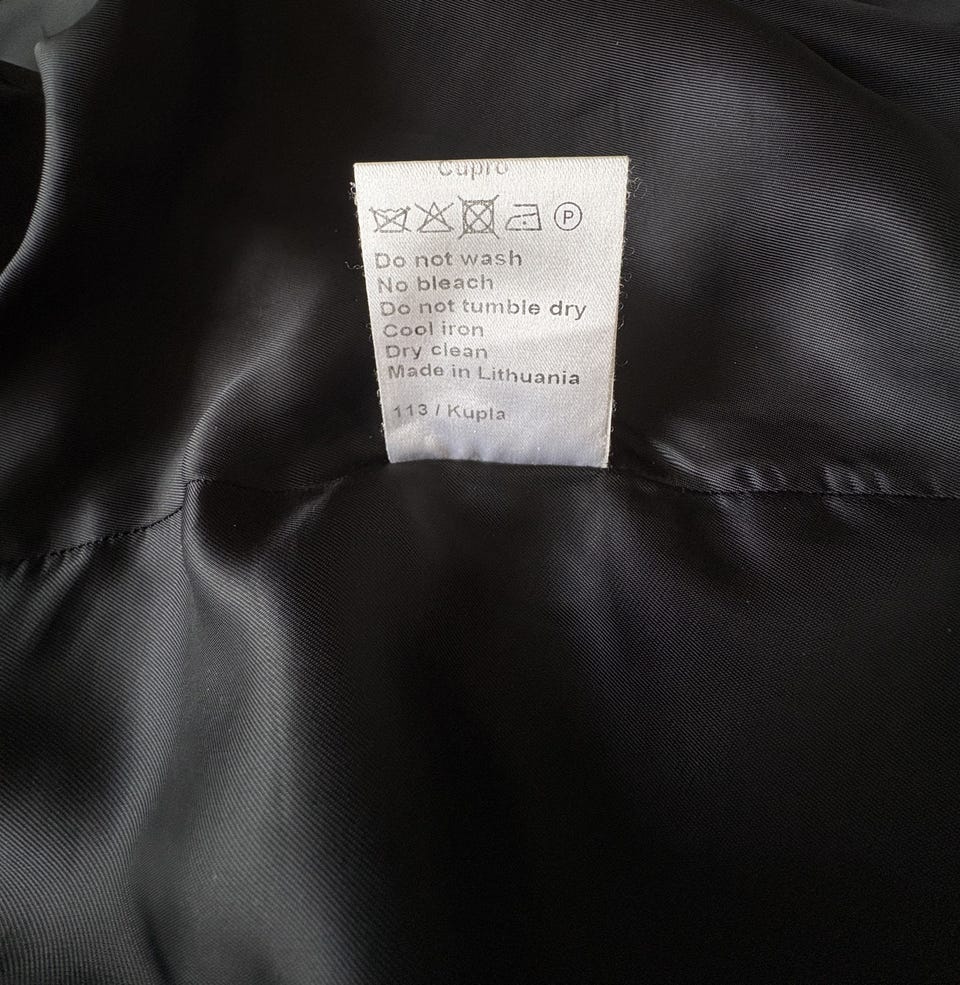 Cupro
P
Do not wash
No bleach
Do not tumble dry
Cool iron
Dry clean
Made in Lithuania
113 / Kupla